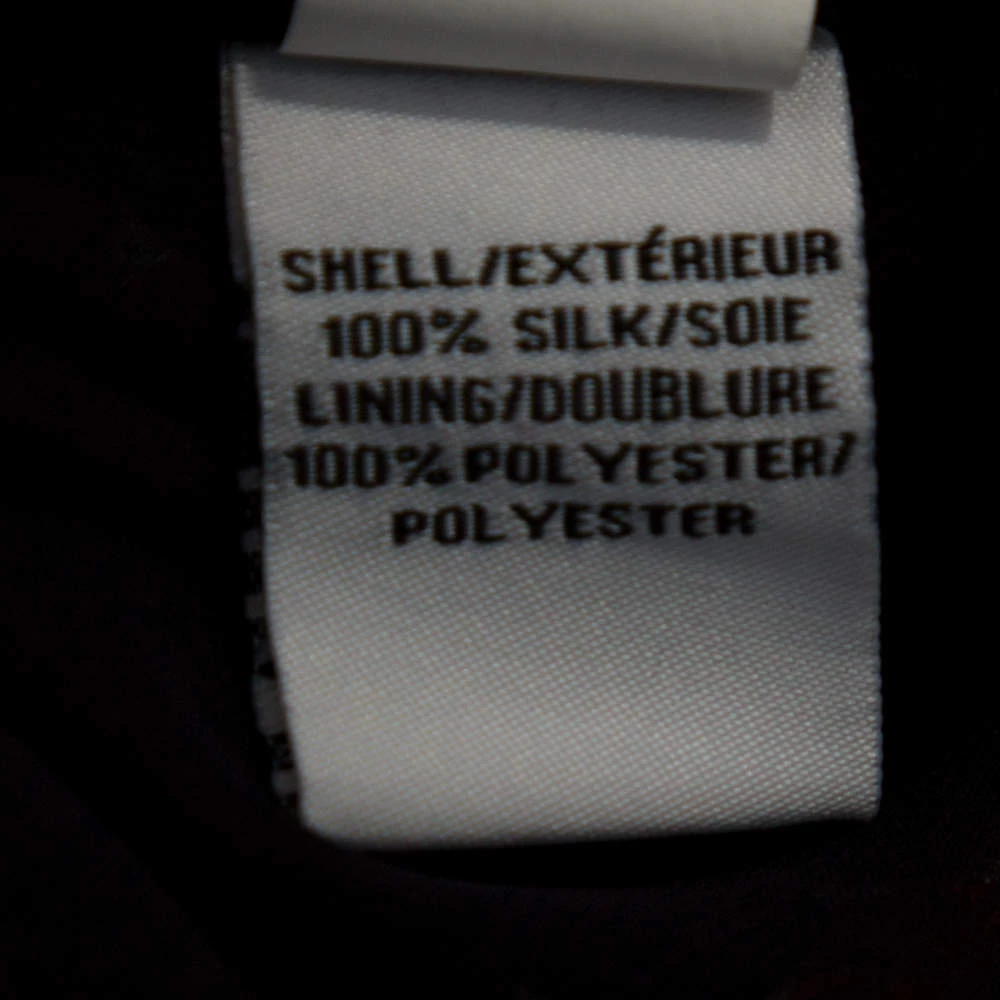 SHELL/EXTÉRIEUR
100% SILK/SOIE
LINING/DOUBLURE
100% POLYESTER/
POLYESTER